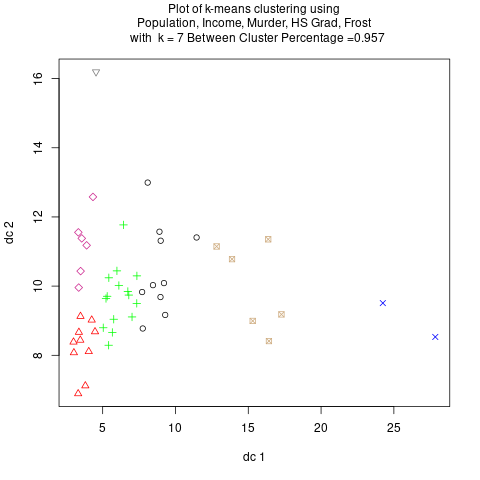 Plot of k-means clustering using
Population, Income, Murder, HS Grad, Frost
with k = 7 Between Cluster Percentage =0.957
16
14
12
10
8
dc 2
5 10 15 20 25
dc 1